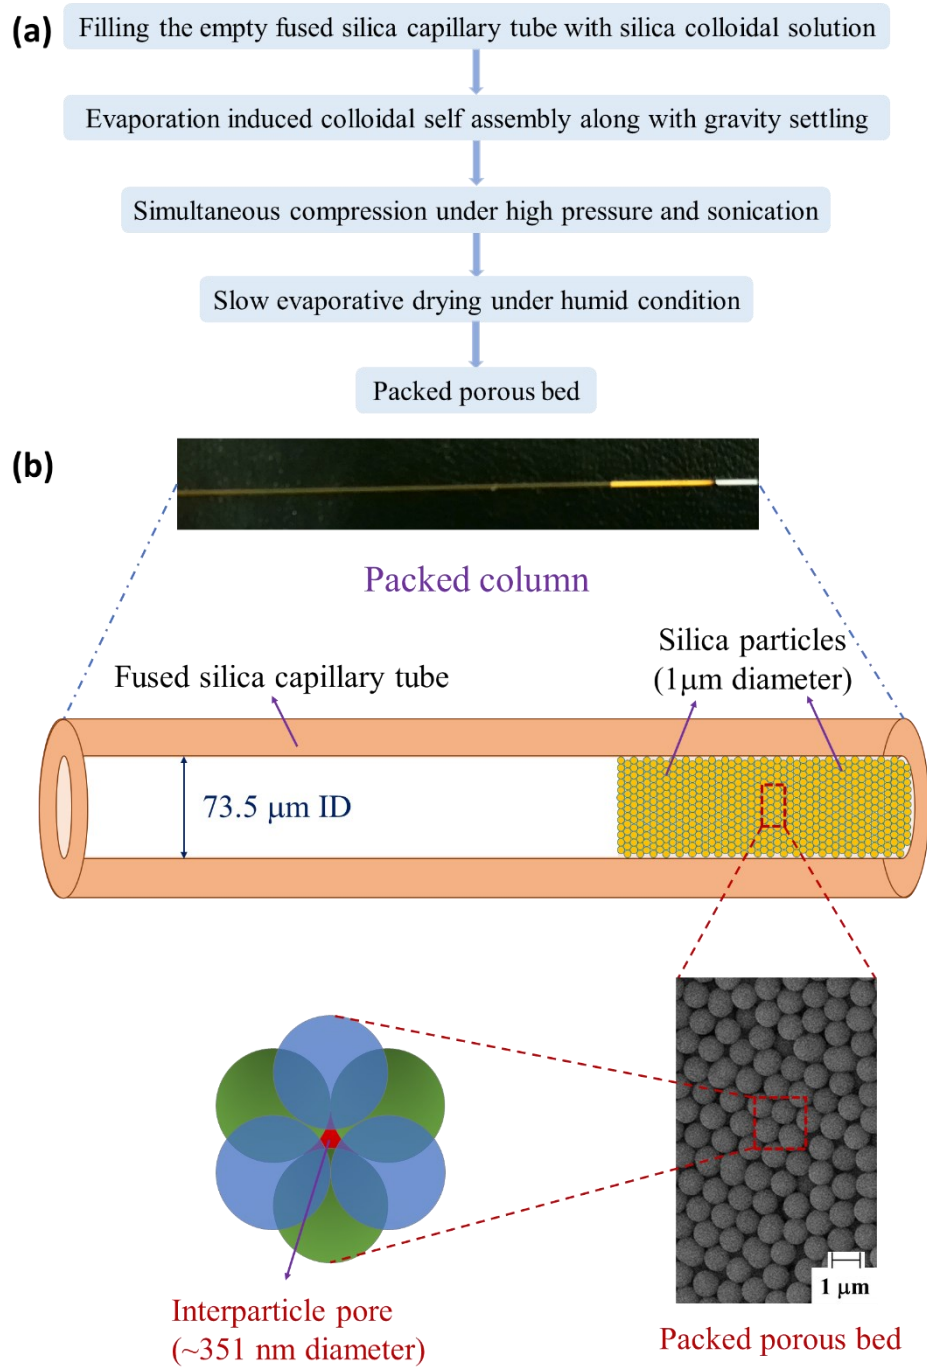 (a)
Filling the empty fused silica capillary tube with silica colloidal solution
Evaporation induced colloidal self assembly along with gravity settling
Simultaneous compression under high pressure and sonication
Slow evaporative drying under humid condition
Packed porous bed
(b)
Packed column
Fused silica capillary tube
Silica particles
(1μm diameter)
73.5 μm ID
1 μm
Interparticle pore
(~351 nm diameter)
Packed porous bed